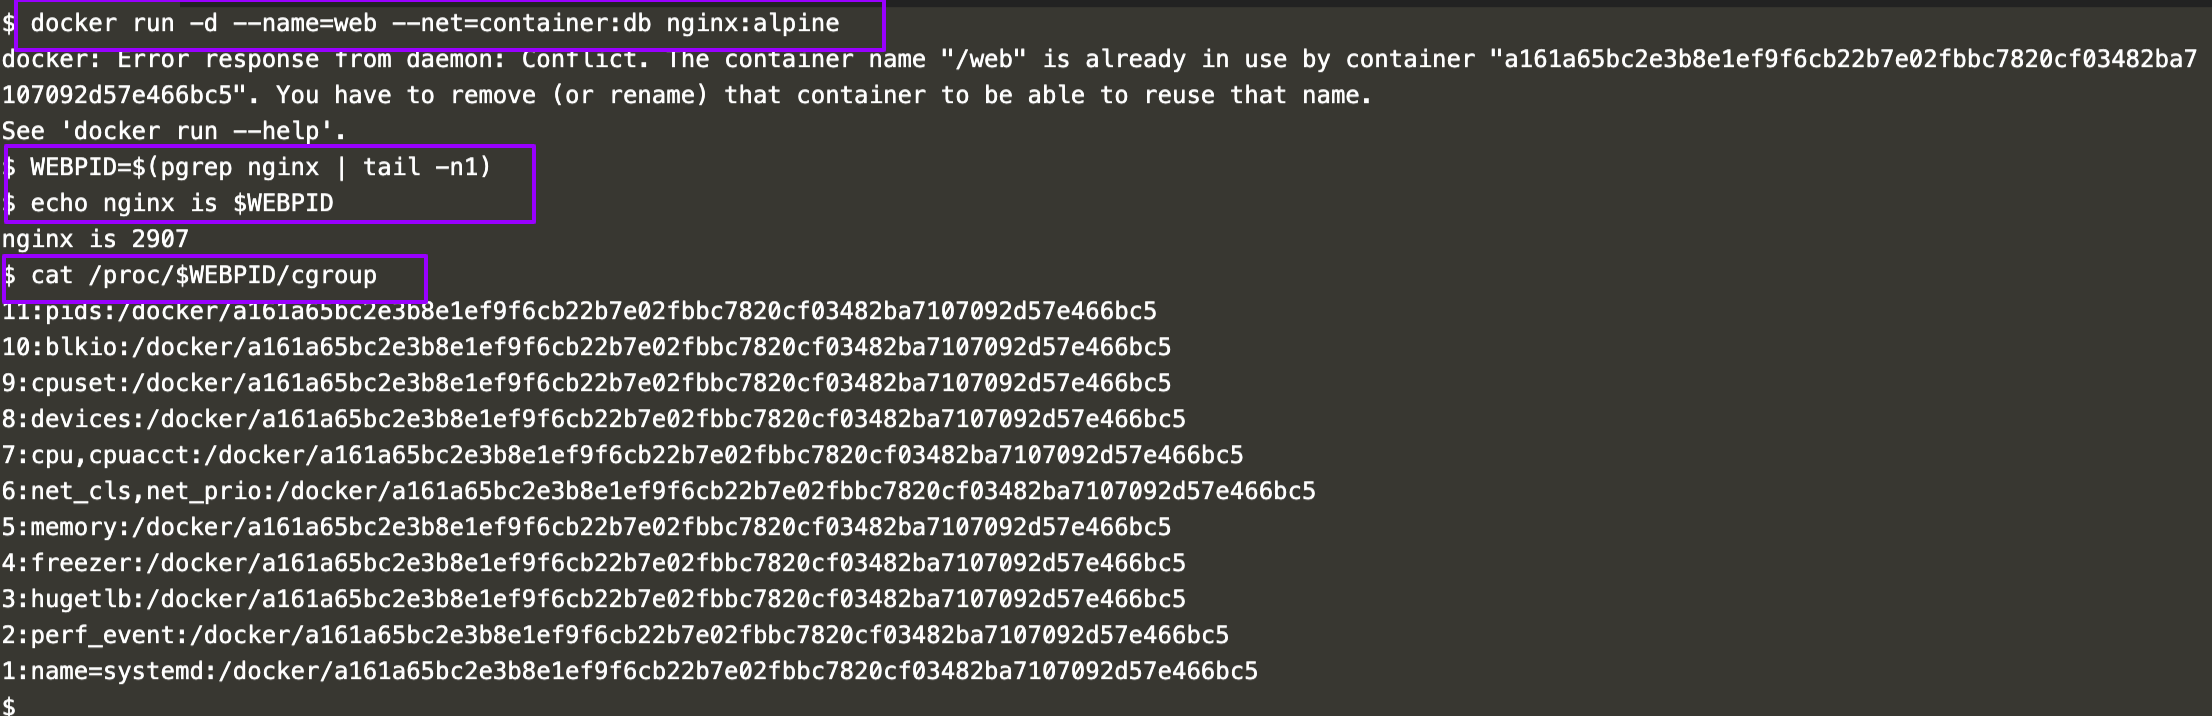 $ docker run -d --name=web --net=container:db nginx:alpine
docker: Error response from daemon: Conflict. The container name "/web" is already in use by container "a161a65bc2e3b8e1ef9f6cb22b7e02fbbc7820cf03482ba7
107092d57e466bc5". You have to remove (or rename) that container to be able to reuse that name.
See 'docker run --help'.
$ WEBPID=$(pgrep nginx | tail -n1)
$ echo nginx is $WEBPID
nginx is 2907
$ cat /proc/$WEBPID/cgroup
11:pids:/docker/a161a65bc2e3b8e1ef9f6cb22b7e02fbbc7820cf03482ba7107092d57e466bc5
10:blkio:/docker/a161a65bc2e3b8e1ef9f6cb22b7e02fbbc7820cf03482ba7107092d57e466bc5
9:cpuset:/docker/a161a65bc2e3b8e1ef9f6cb22b7e02fbbc7820cf03482ba7107092d57e466bc5
8:devices:/docker/a161a65bc2e3b8e1ef9f6cb22b7e02fbbc7820cf03482ba7107092d57e466bc5
7:cpu,cpuacct:/docker/a161a65bc2e3b8e1ef9f6cb22b7e02fbbc7820cf03482ba7107092d57e466bc5
6:net_cls,net_prio:/docker/a161a65bc2e3b8e1ef9f6cb22b7e02fbbc7820cf03482ba7107092d57e466bc5
5:memory:/docker/a161a65bc2e3b8e1ef9f6cb22b7e02fbbc7820cf03482ba7107092d57e466bc5
4:freezer:/docker/a161a65bc2e3b8e1ef9f6cb22b7e02fbbc7820cf03482ba7107092d57e466bc5
3:hugetlb:/docker/a161a65bc2e3b8e1ef9f6cb22b7e02fbbc7820cf03482ba7107092d57e466bc5
2:perf_event:/docker/a161a65bc2e3b8e1ef9f6cb22b7e02fbbc7820cf03482ba7107092d57e466bc5
1:name=systemd:/docker/a161a65bc2e3b8e1ef9f6cb22b7e02fbbc7820cf03482ba7107092d57e466bc5
$